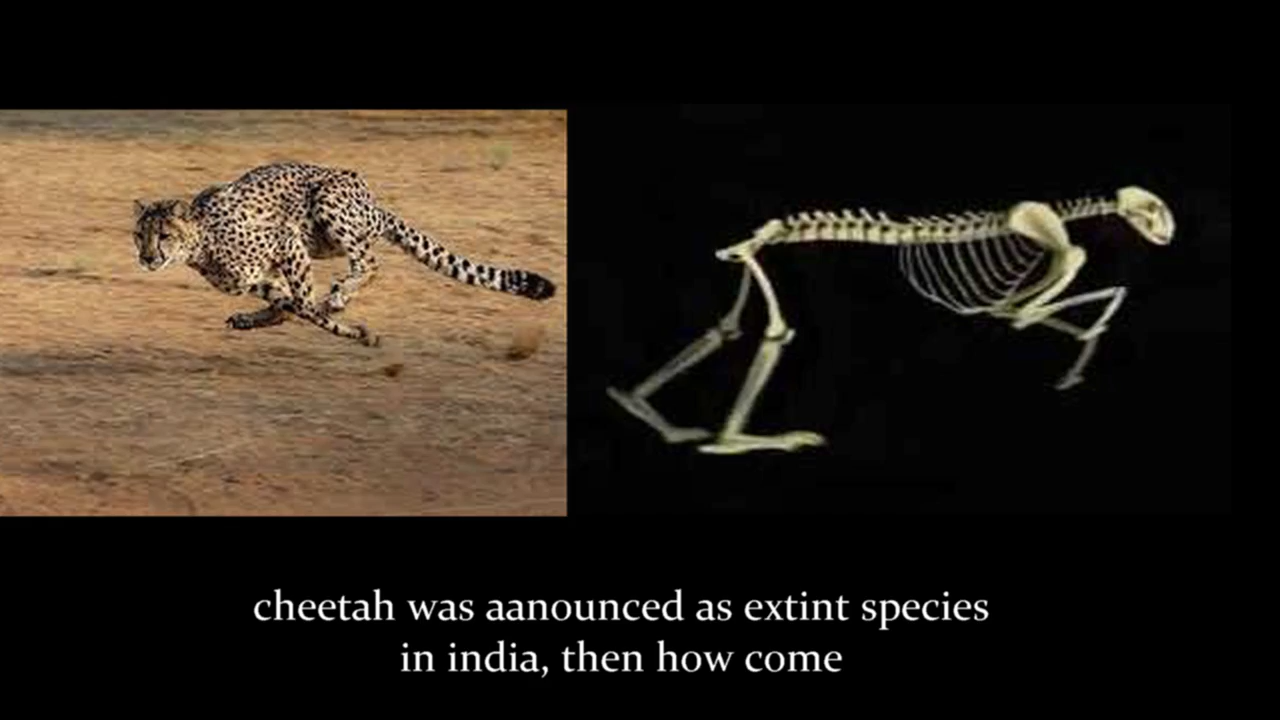 cheetah was aanounced as extint species
in india, then how come